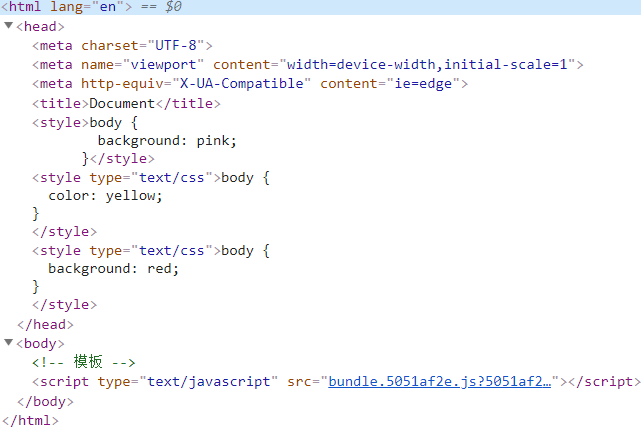 <html lang="en"> == $0
▼<head>
<meta charset="UTF-8">
<meta name="viewport" content="width=device-width,initial-scale=1">
<meta http-equiv="X-UA-Compatible" content="ie=edge">
<title>Document</title>
<style>body {
background: pink;
}</style>
<style type="text/css">body {
color: yellow;
}
</style>
<style type="text/css">body {
background: red;
}
</style>
</head>
▼<body>
<!-- 模板 -->
<script type="text/javascript" src="bundle.5051af2e.js?5051af2…"></script>
</body>
</html>